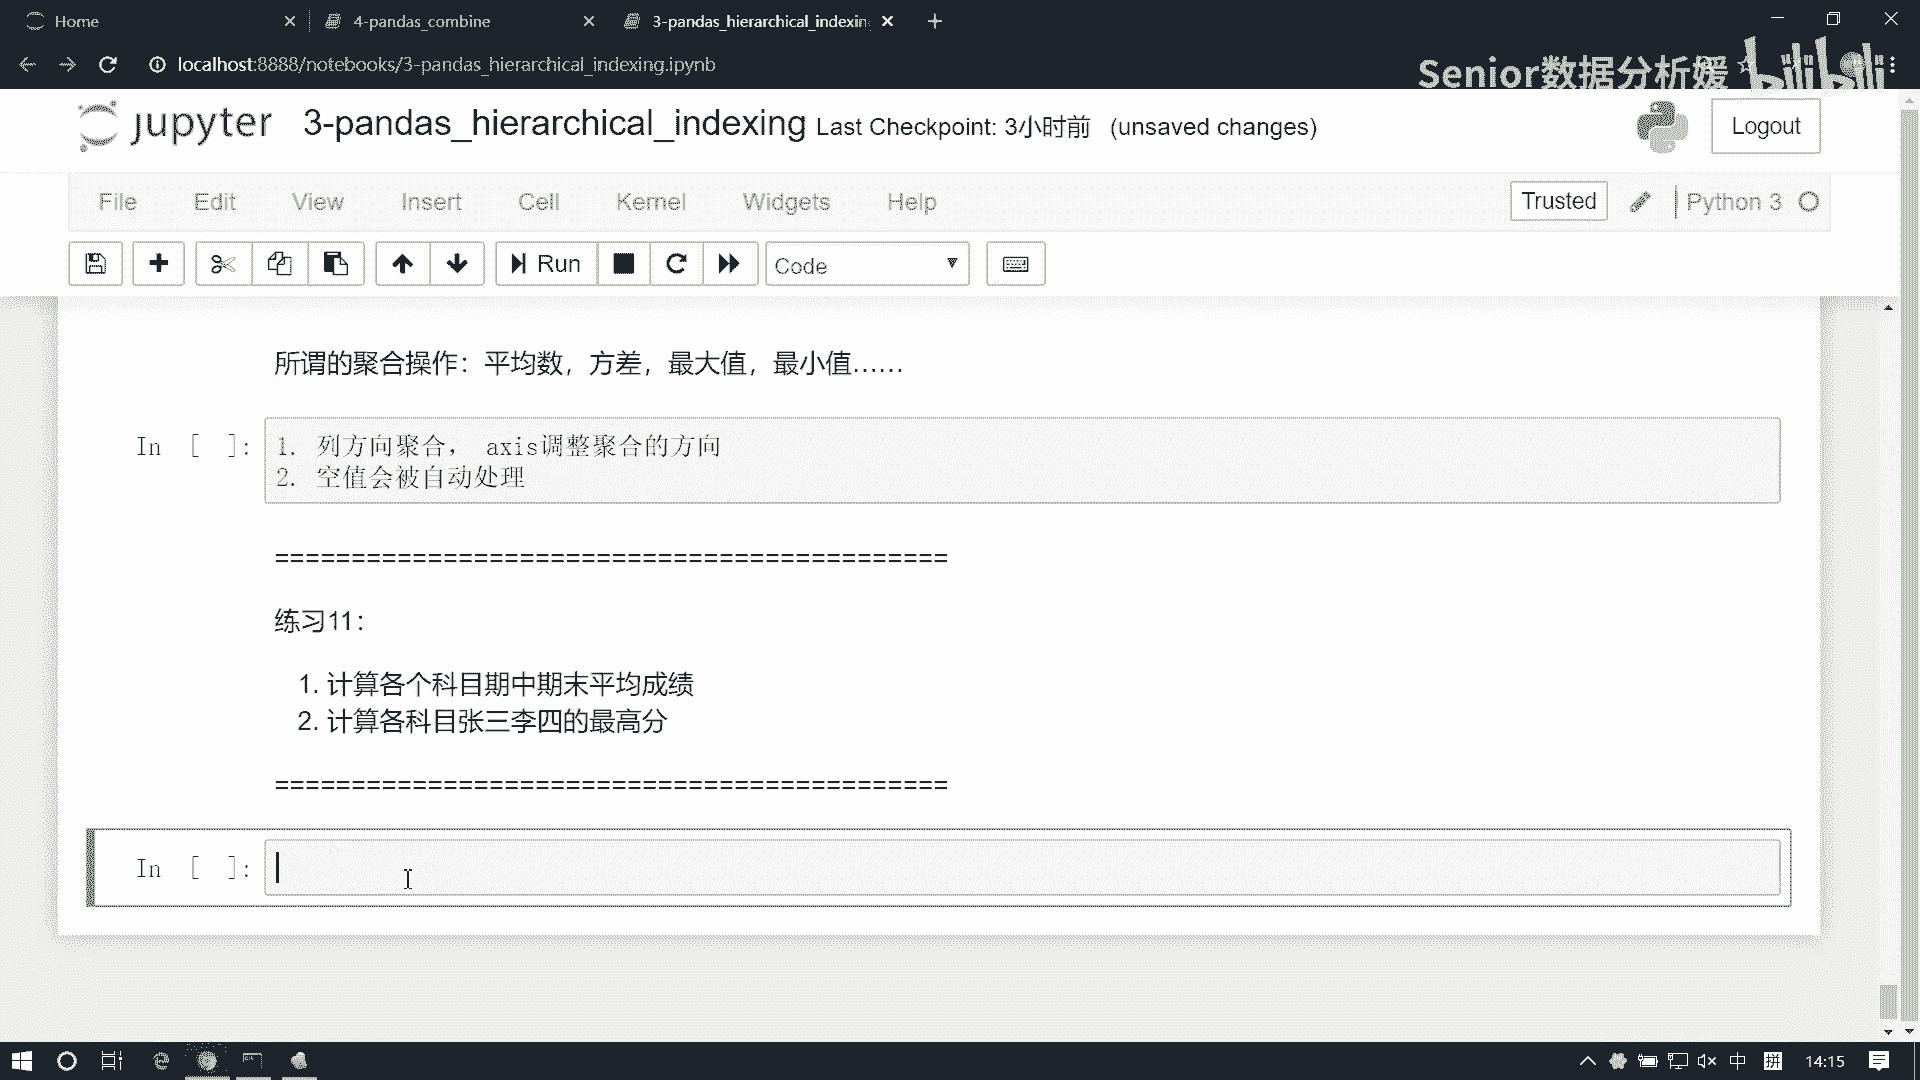 Home
4-pandas_combine
3-pandas_hierarchical_indexin
localhost:8888/notebooks/3-pandas_hierarchical_indexing.ipynb
Senior数据分析媛
bilibili
jupyter
3-pandas_hierarchical_indexing Last Checkpoint: 3小时前 (unsaved changes)
Logout
File Edit View Insert Cell Kernel Widgets Help
Trusted
Python 3
Run
Code
所谓的聚合操作：平均数，方差，最大值，最小值……
In [ ]:
1. 列方向聚合， axis调整聚合的方向
2. 空值会被自动处理
============================================
练习11：
1. 计算各个科目期中期末平均成绩
2. 计算各科目张三李四的最高分
============================================
In [ ]:
中
拼
14:15